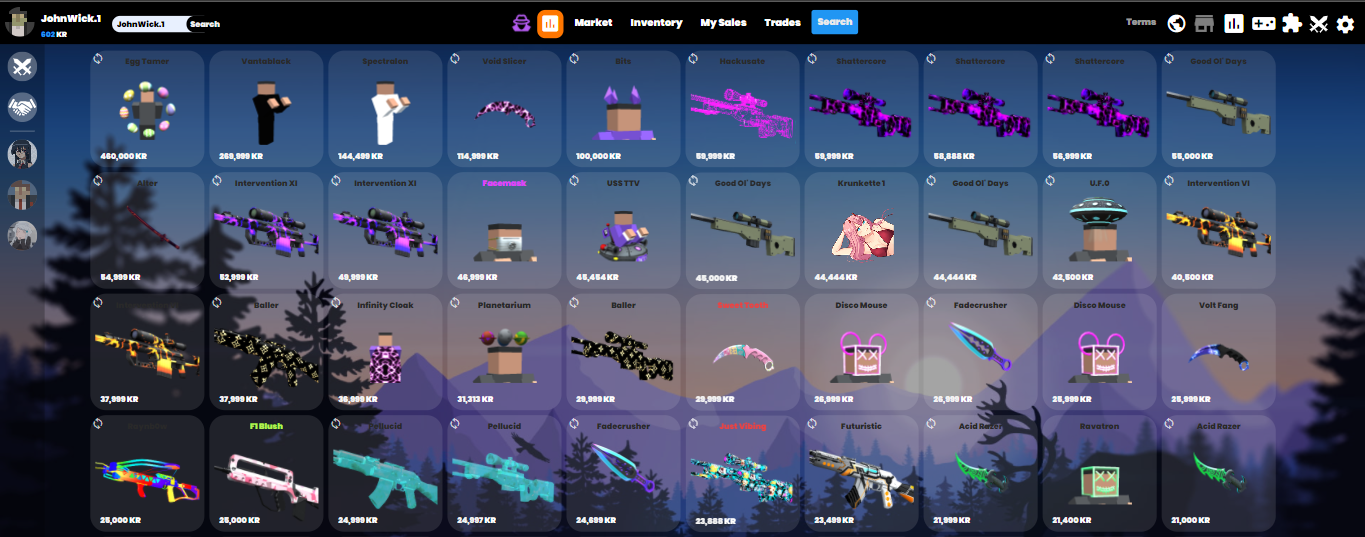 JohnWick.1
602 KR
JohnWick.1 Search
Market Inventory My Sales Trades Search
Terms
Egg Tamer Vantablack Spectralen Void Slicer Bits Huskusate Shattercore Shattercore Shattercore Good Ol' Days
460,000 KR 269,999 KR 144,499 KR 114,999 KR 100,000 KR 59,999 KR 59,999 KR 58,888 KR 56,999 KR 55,000 KR
Intervention XI Intervention XI Facemask USS TTV Good Ol' Days Krunkette 1 Good Ol' Days U.F.O Intervention VI
54,999 KR 52,999 KR 49,999 KR 46,999 KR 45,454 KR 45,000 KR 44,444 KR 44,444 KR 42,500 KR 40,500 KR
Baller Infinity Cloak Planetarium Baller Disco Mouse Fadecrusher Disco Mouse Volt Fang
37,999 KR 37,999 KR 36,999 KR 31,313 KR 29,999 KR 29,999 KR 26,999 KR 26,999 KR 25,999 KR 25,999 KR
F1 Blush Pellucid Pellucid Fadecrusher Just Vibing Futuristic Acid Razer Ravatron Acid Razer
25,000 KR 25,000 KR 24,999 KR 24,997 KR 24,699 KR 23,888 KR 23,499 KR 21,999 KR 21,400 KR 21,000 KR